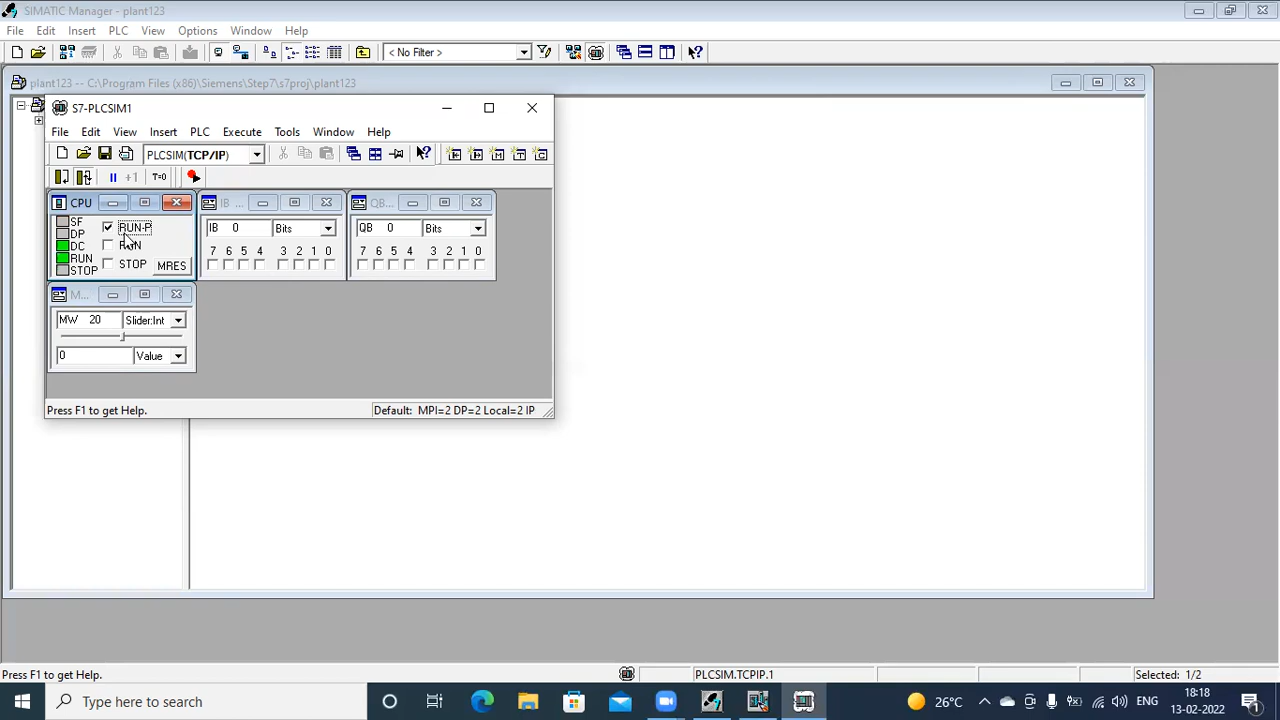 SIMATIC Manager - plant123
File Edit Insert PLC View Options Window Help
< No Filter >
plant123 -- C:\Program Files (x86)\Siemens\Step7\s7proj\plant123
S7-PLCSIM1
File Edit View Insert PLC Execute Tools Window Help
PLCSIM(TCP/IP)
+1 T=0
CPU
SF
DP
DC
RUN
STOP
RUN-P
RUN
STOP
MRES
IB ...
IB 0 Bits
7 6 5 4 3 2 1 0
QB...
QB 0 Bits
7 6 5 4 3 2 1 0
M...
MW 20 Slider:Int
0 Value
Press F1 to get Help.
Default: MPI=2 DP=2 Local=2 IP
Press F1 to get Help.
PLCSIM.TCPIP.1
Selected: 1/2
Type here to search
26°C
ENG
18:18
13-02-2022
1